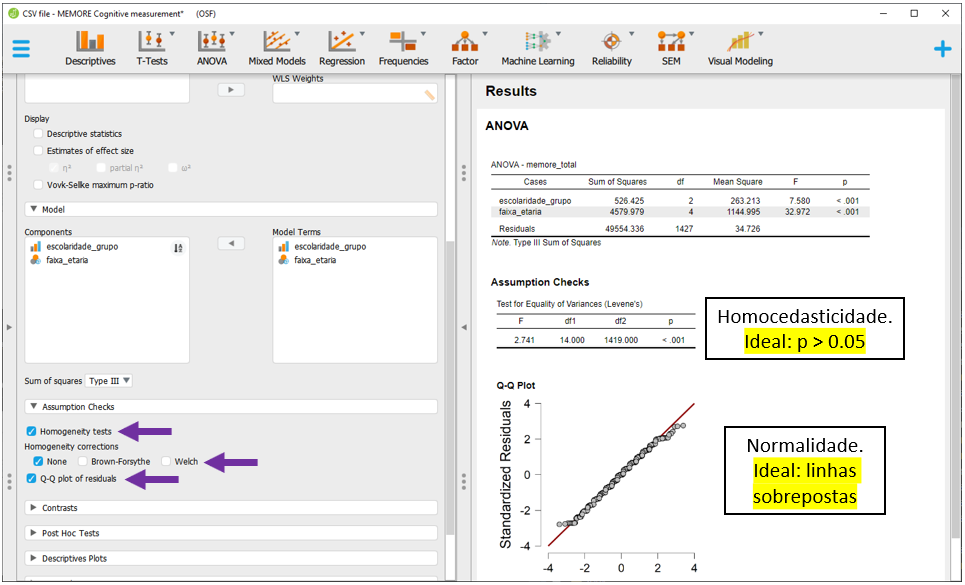 CSV file - MEMORE Cognitive measurement* (OSF)
Descriptives
T-Tests
ANOVA
Mixed Models
Regression
Frequencies
Factor
Machine Learning
Reliability
SEM
Visual Modeling
WLS Weights
Display
Descriptive statistics
Estimates of effect size
η² partial η² ω²
Vovk-Sellke maximum p-ratio
Model
Components Model Terms
escolaridade_grupo
faixa_etaria
escolaridade_grupo
faixa_etaria
Sum of squares Type III
Assumption Checks
Homogeneity tests
Homogeneity corrections
None Brown-Forsythe Welch
Q-Q plot of residuals
Contrasts
Post Hoc Tests
Descriptives Plots
Results
ANOVA
ANOVA - memore_total
Cases Sum of Squares df Mean Square F p
escolaridade_grupo 526.425 2 263.213 7.580 < .001
faixa_etaria 4579.979 4 1144.995 32.972 < .001
Residuals 49554.336 1427 34.726
Note. Type III Sum of Squares
Assumption Checks
Test for Equality of Variances (Levene's)
F df1 df2 p
2.741 14.000 1419.000 < .001
Homocedasticidade.
Ideal: p > 0.05
Q-Q Plot
Standardized Residuals
4
2
0
-2
-4
-4 -2 0 2 4
Normalidade.
Ideal: linhas
sobrepostas